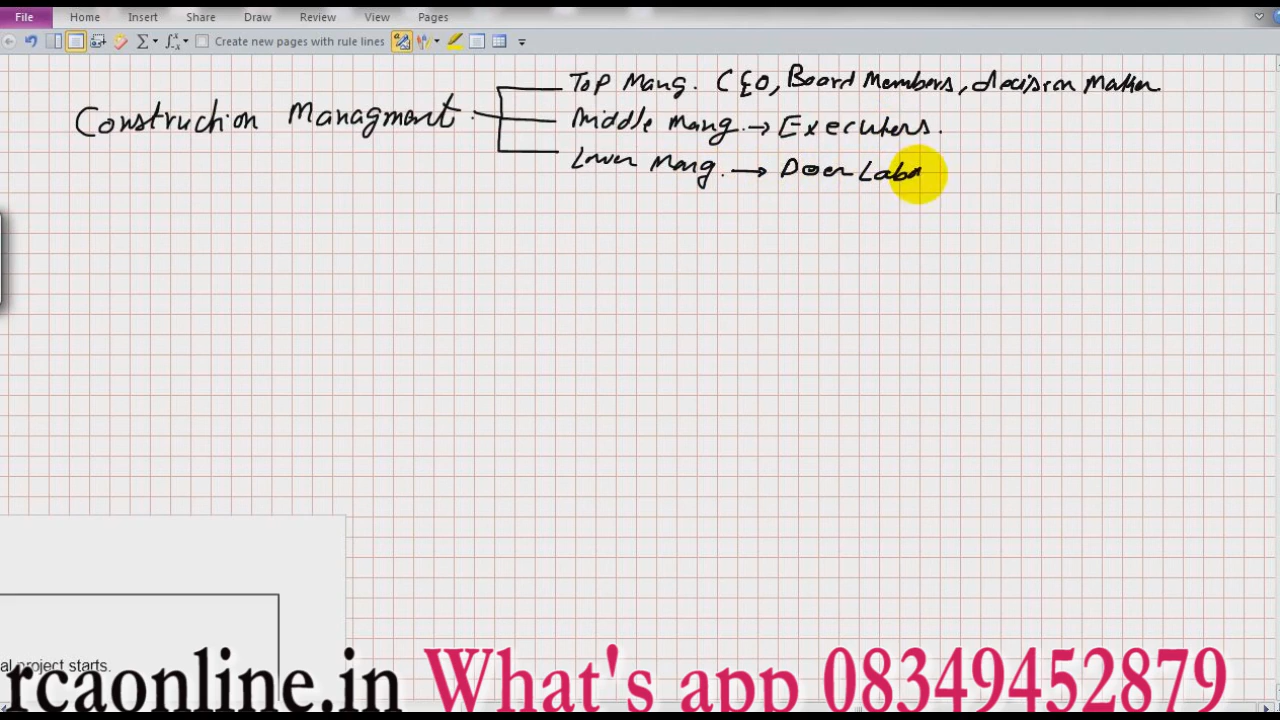 File Home Insert Share Draw Review View Pages
Create new pages with rule lines
Top Mang. CEO, Board Members, decision Maker
Construction Managment
Middle Mang. → Executers.
Lower Mang. → Doer Labo
al project starts.
rcaonline.in What's app 08349452879